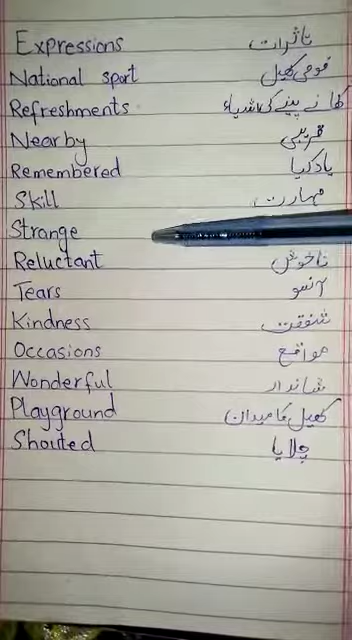 Expressions تاثرات
National sport قومی کھیل
Refreshments کھانے پینے کی اشیاء
Nearby قریبی
Remembered یاد کیا
Skill مہارت
Strange
Reluctant ناخوش
Tears آنسو
Kindness شفقت
Occasions مواقع
Wonderful شاندار
Playground کھیل کا میدان
Shouted چلایا